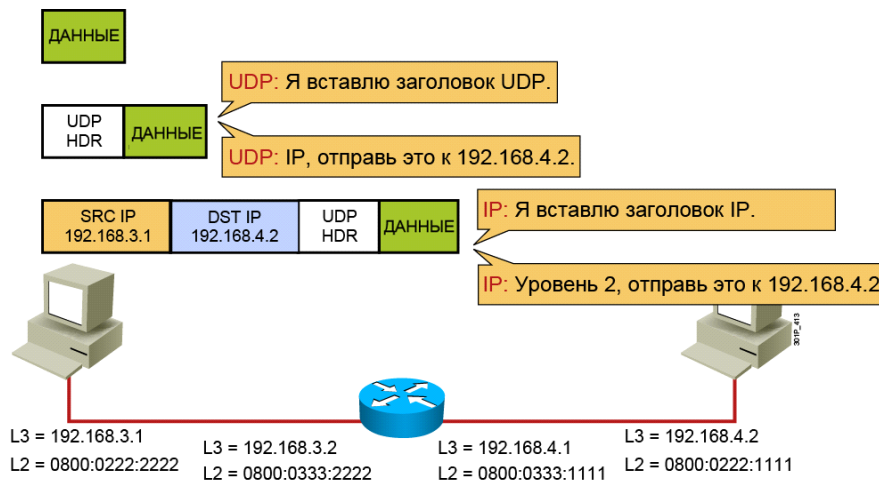 ДАННЫЕ
UDP: Я вставлю заголовок UDP.
UDP
HDR
ДАННЫЕ
UDP: IP, отправь это к 192.168.4.2.
SRC IP
192.168.3.1
DST IP
192.168.4.2
UDP
HDR
ДАННЫЕ
IP: Я вставлю заголовок IP.
IP: Уровень 2, отправь это к 192.168.4.2
301P_413
L3 = 192.168.3.1
L2 = 0800:0222:2222
L3 = 192.168.3.2
L2 = 0800:0333:2222
L3 = 192.168.4.1
L2 = 0800:0333:1111
L3 = 192.168.4.2
L2 = 0800:0222:1111